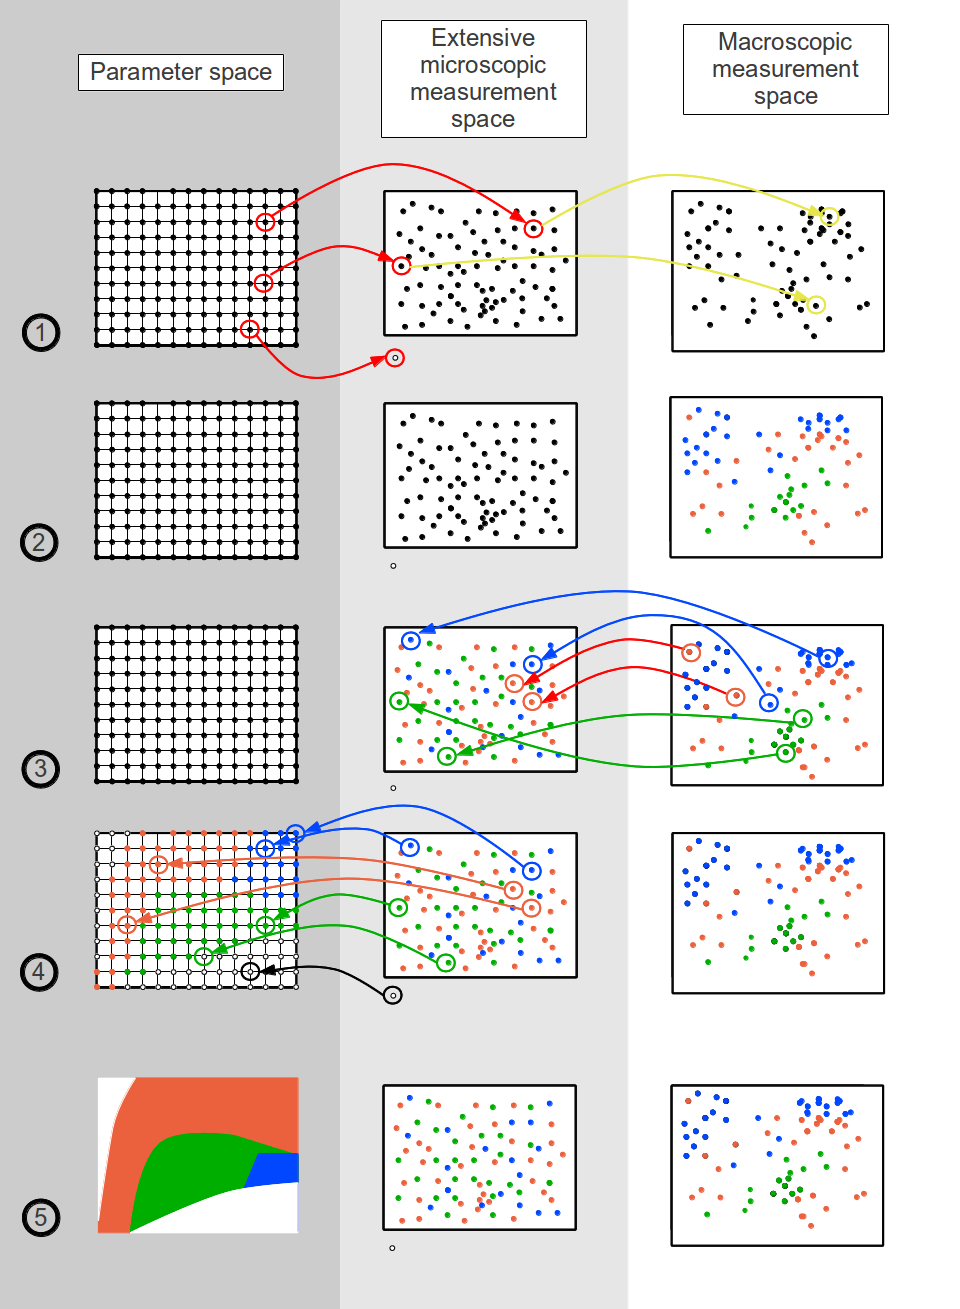 Parameter space
Extensive
microscopic
measurement
space
Macroscopic
measurement
space
1
2
3
4
5